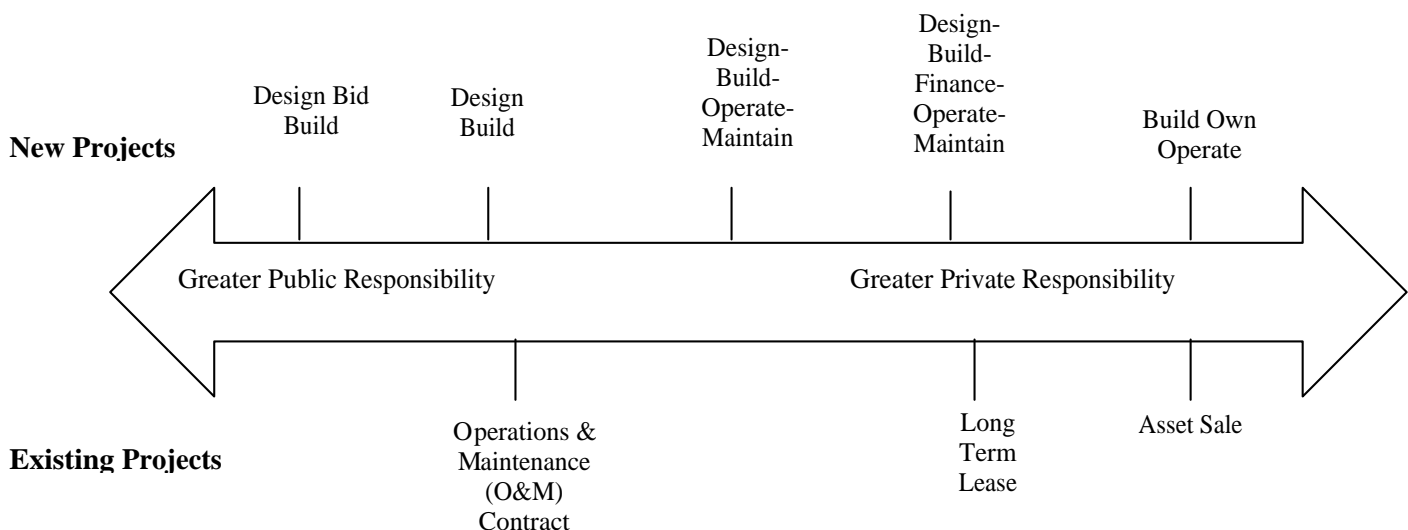 Design Bid
Build
Design
Build
Design-
Build-
Operate-
Maintain
Design-
Build-
Finance-
Operate-
Maintain
Build Own
Operate
New Projects
Greater Public Responsibility
Greater Private Responsibility
Existing Projects
Operations &
Maintenance
(O&M)
Contract
Long
Term
Lease
Asset Sale